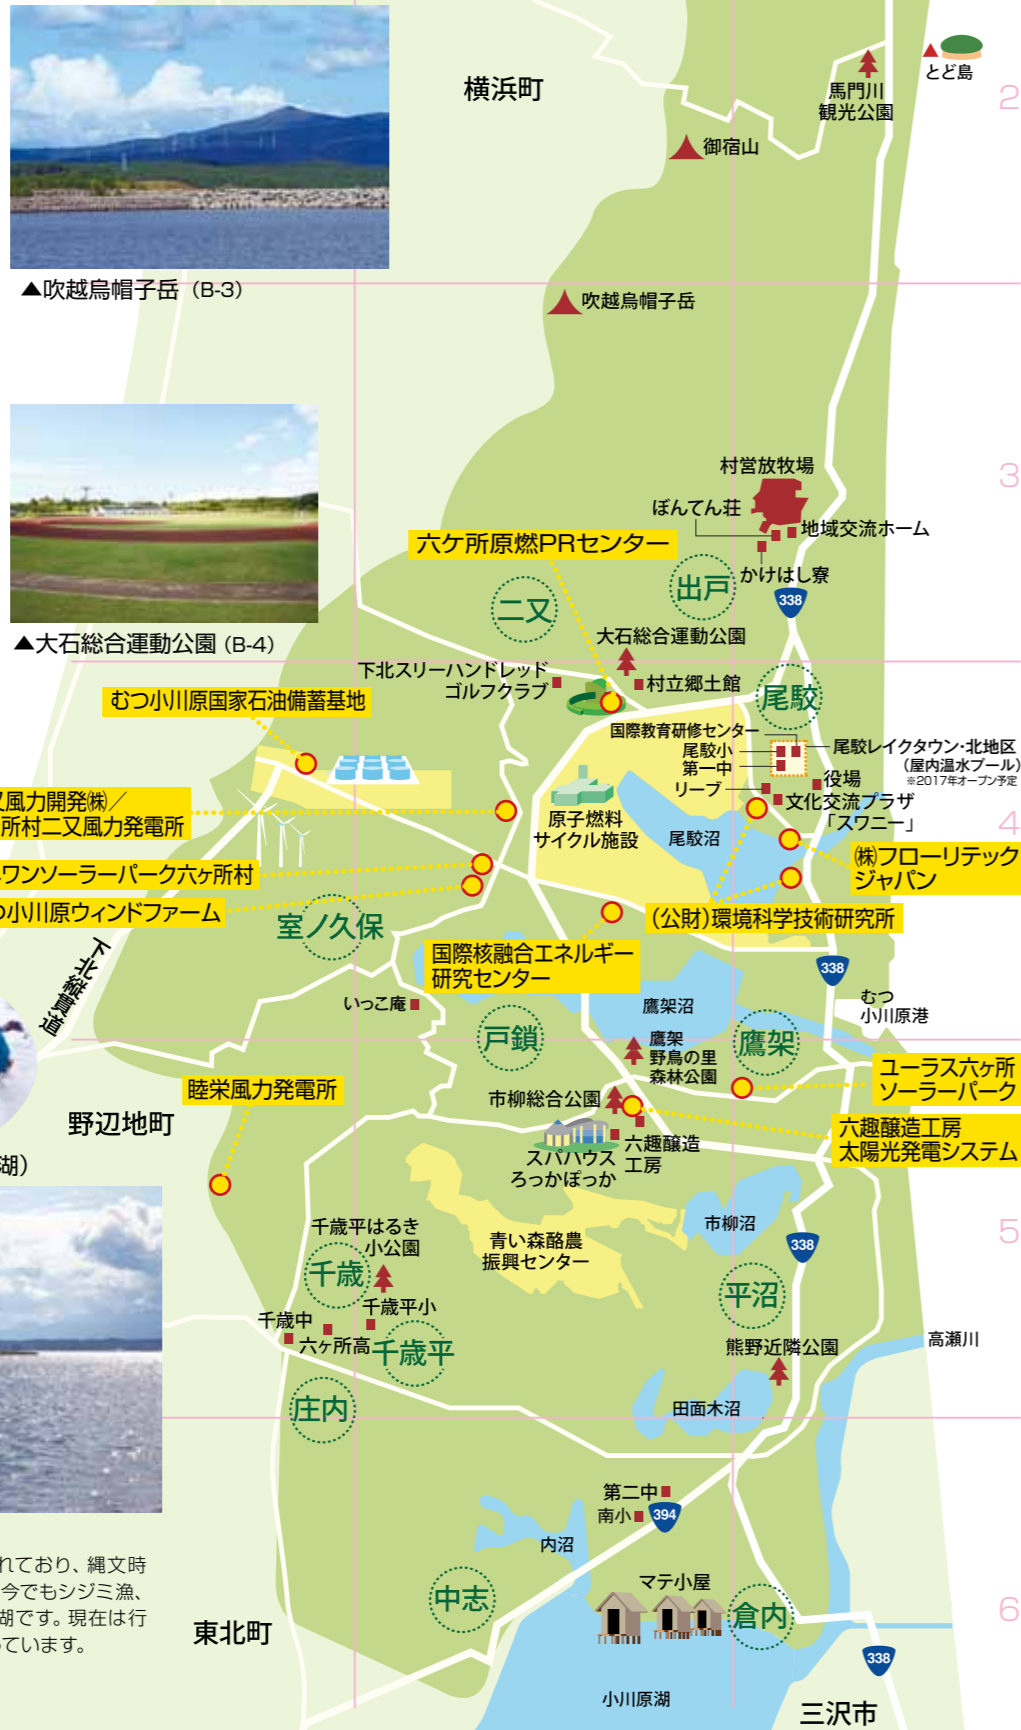 横浜町
とど島
馬門川
観光公園
2
御宿山
▲吹越烏帽子岳 (B-3)
吹越烏帽子岳
村営放牧場
3
ぼんてん荘
地域交流ホーム
かけはし寮
六ケ所原燃PRセンター
二又
出戸
338
▲大石総合運動公園 (B-4)
大石総合運動公園
下北スリーハンドレッド
ゴルフクラブ
村立郷土館
尾駮
むつ小川原国家石油備蓄基地
国際教育研修センター
尾駮小
第一中
リーブ
尾駮レイクタウン・北地区
(屋内温水プール)
※2017年オープン予定
役場
文化交流プラザ
「スワニー」
4
風力開発㈱／
所村二又風力発電所
原子燃料
サイクル施設
尾駮沼
㈱フローリテック
ジャパン
ワンソーラーパーク六ヶ所村
小川原ウィンドファーム
(公財)環境科学技術研究所
室ノ久保
国際核融合エネルギー
研究センター
下北縦貫道
338
いっこ庵
鷹架沼
むつ
小川原港
戸鎖
鷹架
野鳥の里
森林公園
鷹架
睦栄風力発電所
ユーラス六ヶ所
ソーラーパーク
野辺地町
市柳総合公園
六趣醸造工房
太陽光発電システム
六趣醸造
工房
スパハウス
ろっかぽっか
湖)
5
千歳平はるき
小公園
青い森酪農
振興センター
市柳沼
338
千歳
平沼
千歳平小
千歳中
六ヶ所高
千歳平
熊野近隣公園
高瀬川
庄内
田面木沼
第二中
南小
394
内沼
れており、縄文時
今でもシジミ漁、
湖です。現在は行
っています。
中志
マテ小屋
倉内
6
東北町
338
小川原湖
三沢市